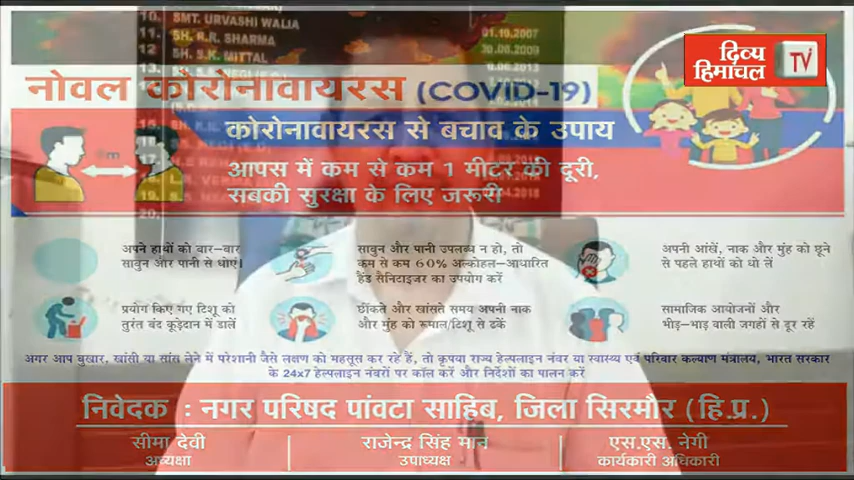 10. SMT. URVASHI WALIA
11. SH. R.R. SHARMA 01.10.2007
12. SH. S.K. MITTAL 30.06.2009
दिव्य
हिमाचल TV
नोवल कोरोनावायरस (COVID-19)
कोरोनावायरस से बचाव के उपाय
आपस में कम से कम 1 मीटर की दूरी,
सबकी सुरक्षा के लिए जरूरी
अपने हाथों को बार-बार
साबुन और पानी से धोएं।
साबुन और पानी उपलब्ध न हो, तो
कम से कम 60% अल्कोहल-आधारित
हैंड सैनिटाइजर का उपयोग करें
अपनी आंखें, नाक और मुंह को छूने
से पहले हाथों को धो लें
प्रयोग किए गए टिशू को
तुरंत बंद कूड़दान में डालें
छींकते और खांसते समय अपनी नाक
और मुंह को रूमाल/टिशू से ढकें
सामाजिक आयोजनों और
भीड़-भाड़ वाली जगहों से दूर रहें
अगर आप बुखार, खांसी या सांस लेने में परेशानी जैसे लक्षण को महसूस कर रहे हैं, तो कृपया राज्य हेल्पलाइन नंबर या स्वास्थ्य एवं परिवार कल्याण मंत्रालय, भारत सरकार
के 24x7 हेल्पलाइन नंबरों पर कॉल करें और निर्देशों का पालन करें
निवेदक : नगर परिषद पांवटा साहिब, जिला सिरमौर (हि.प्र.)
सीमा देवी
अध्यक्षा
राजेन्द्र सिंह मान
उपाध्यक्ष
एस.एस. नेगी
कार्यकारी अधिकारी